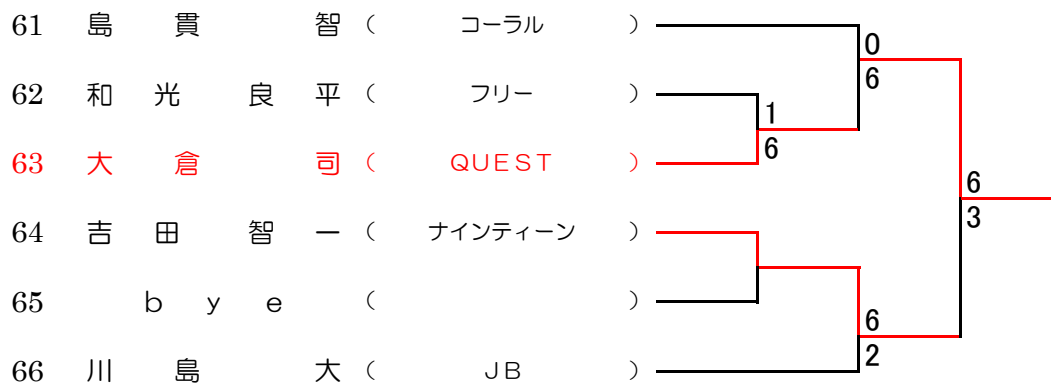 61 島 貫 智 ( コーラル )
0
6
62 和 光 良 平 ( フリー )
1
6
63 大 倉 司 ( QUEST )
6
3
64 吉 田 智 一 ( ナインティーン )
65 b y e ( )
6
2
66 川 島 大 ( JB )